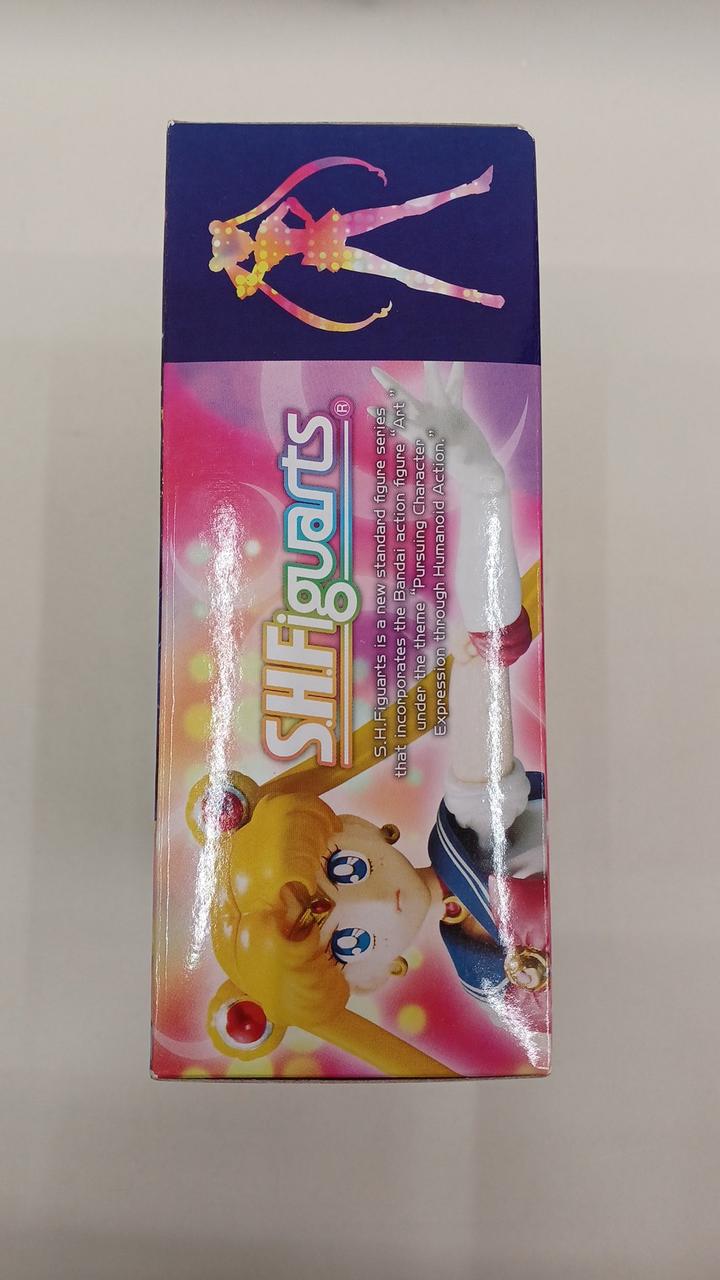 S.H.Figuarts®
S.H.Figuarts is a new standard figure series
that incorporates the Bandai action figure “Art”
under the theme “Pursuing Character
Expression through Humanoid Action.”